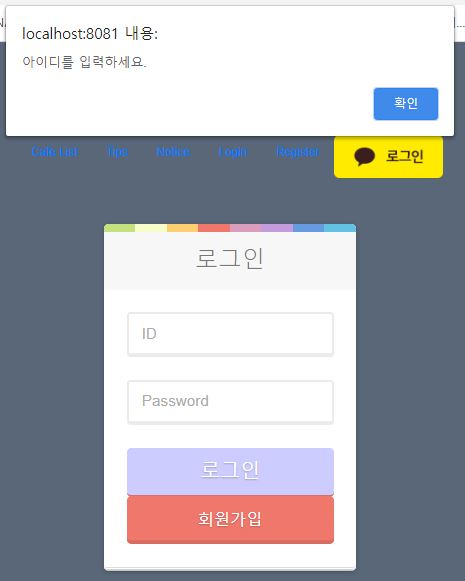 localhost:8081 내용:
아이디를 입력하세요.
확인
Cafe List Tips Notice Login Register 로그인
로그인
ID
Password
로그인
회원가입